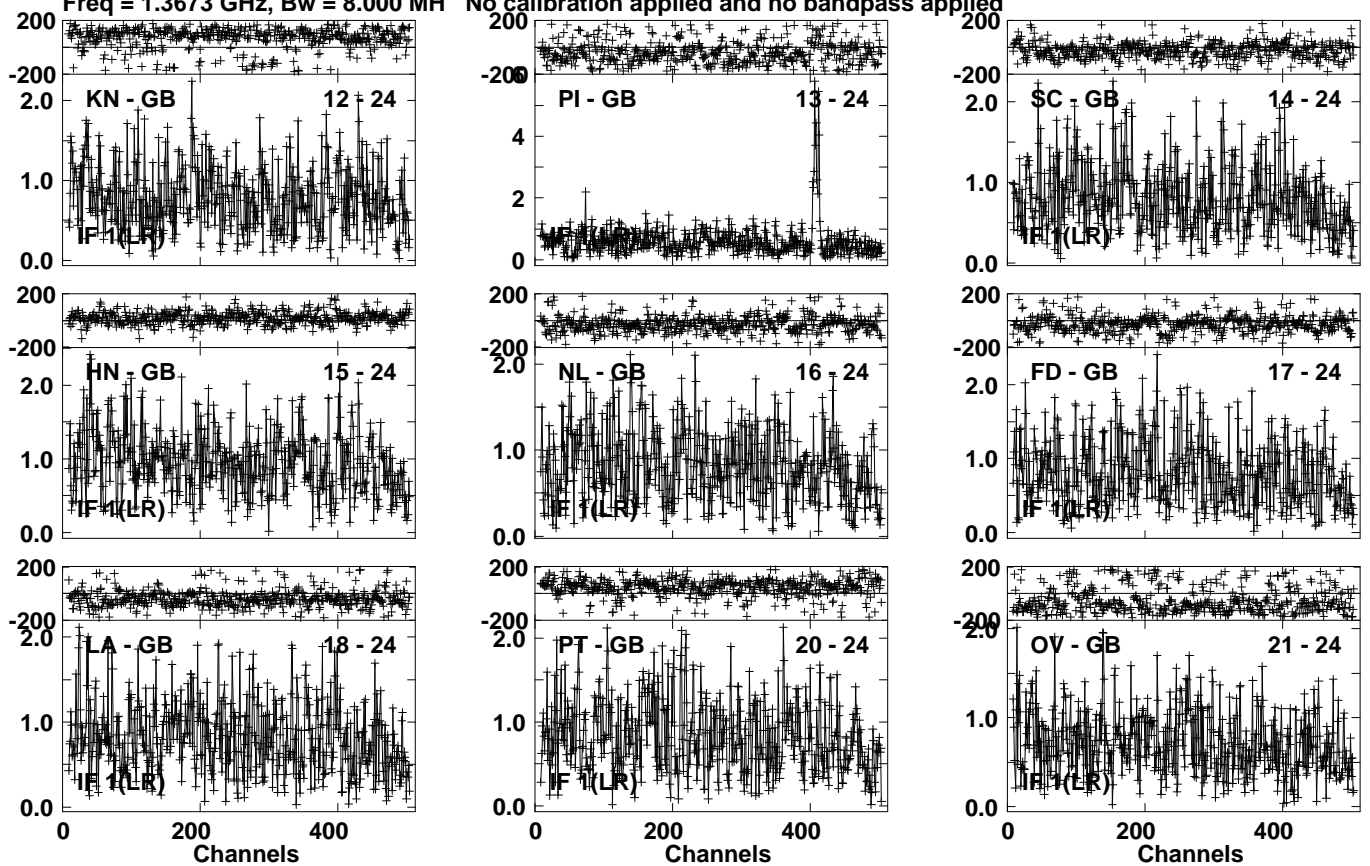 Freq = 1.3673 GHz, Bw = 8.000 MH No calibration applied and no bandpass applied
200
-200
KN - GB 12 - 24
2.0
1.0
0.0
IF 1(LR)
6
PI - GB 13 - 24
4
2
0
IF 1(LR)
200
-200
SC - GB 14 - 24
2.0
1.0
0.0
IF 1(LR)
200
-200
HN - GB 15 - 24
2.0
1.0
0.0
IF 1(LR)
200
-200
NL - GB 16 - 24
2.0
1.0
0.0
IF 1(LR)
200
-200
FD - GB 17 - 24
2.0
1.0
0.0
IF 1(LR)
200
-200
LA - GB 18 - 24
2.0
1.0
0.0
IF 1(LR)
0 200 400
Channels
200
-200
PT - GB 20 - 24
2.0
1.0
0.0
IF 1(LR)
0 200 400
Channels
200
-200
OV - GB 21 - 24
2.0
1.0
0.0
IF 1(LR)
0 200 400
Channels